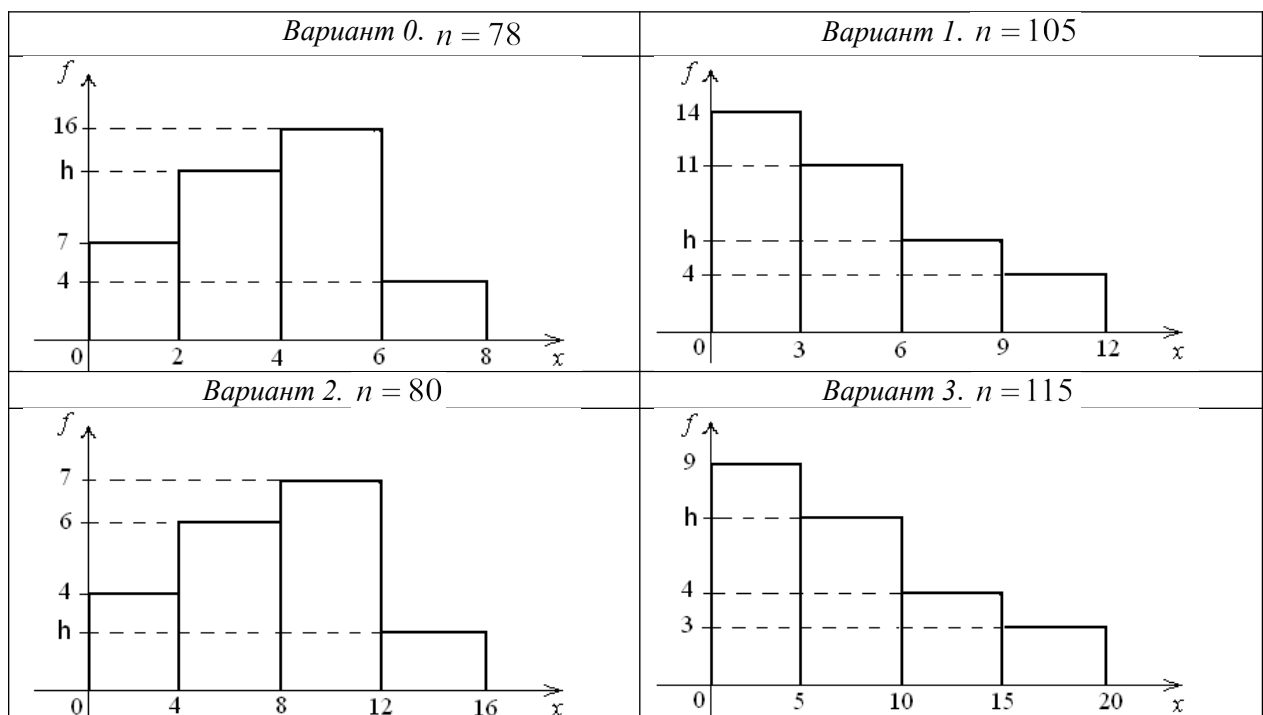 Вариант 0. n = 78
f
16
h
7
4
0 2 4 6 8 x
Вариант 1. n = 105
f
14
11
h
4
0 3 6 9 12 x
Вариант 2. n = 80
f
7
6
4
h
0 4 8 12 16 x
Вариант 3. n = 115
f
9
h
4
3
0 5 10 15 20 x